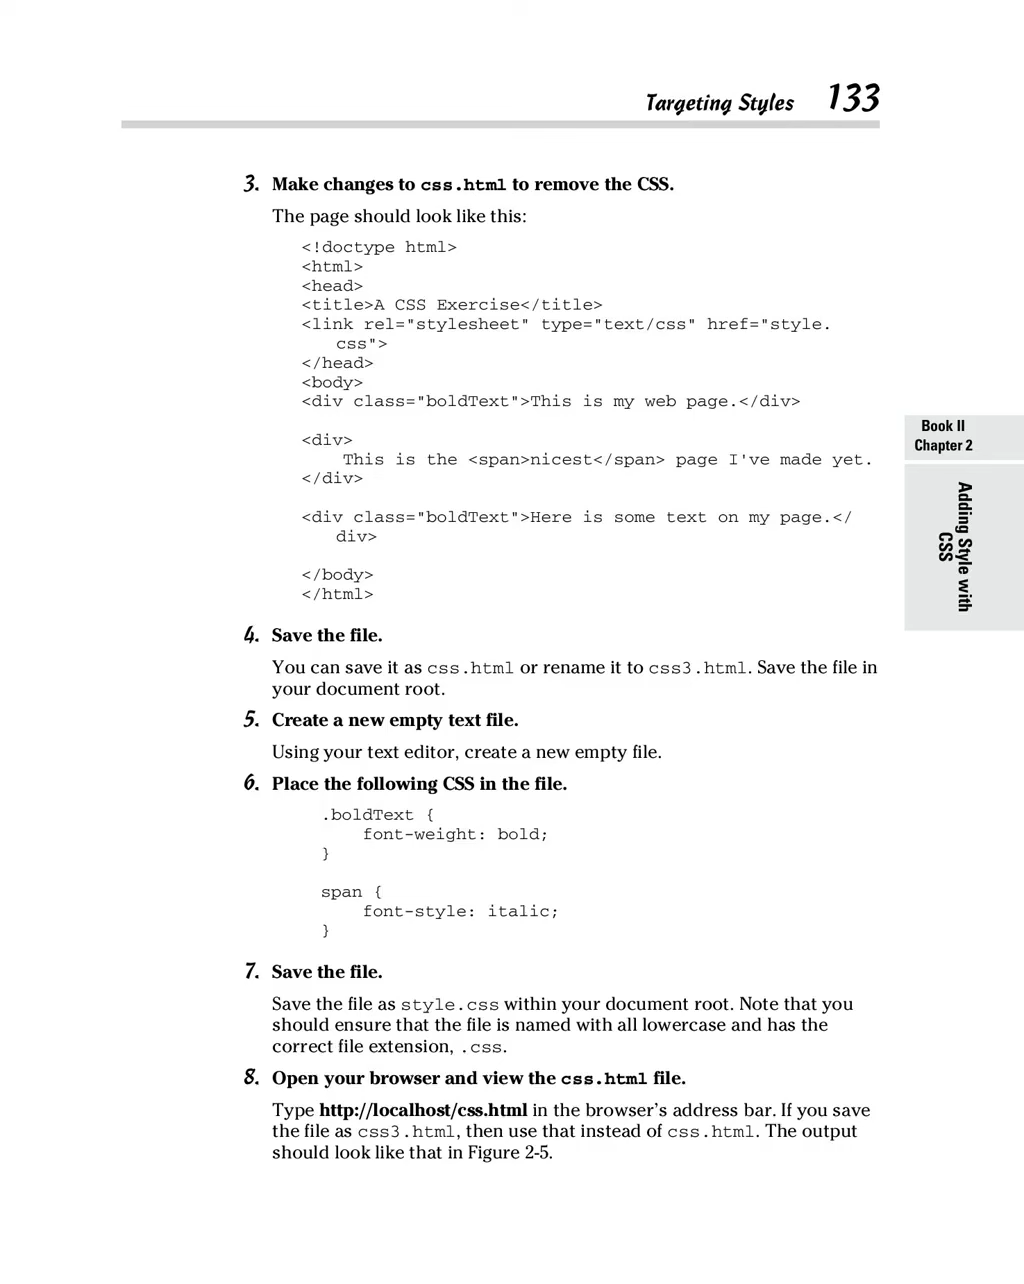 Targeting Styles 133
3. Make changes to css.html to remove the CSS.
The page should look like this:
<!doctype html>
<html>
<head>
<title>A CSS Exercise</title>
<link rel="stylesheet" type="text/css" href="style.
css">
</head>
<body>
<div class="boldText">This is my web page.</div>
<div>
This is the <span>nicest</span> page I've made yet.
</div>
<div class="boldText">Here is some text on my page.</
div>
</body>
</html>
Book II
Chapter 2
Adding Style with
CSS
4. Save the file.
You can save it as css.html or rename it to css3.html. Save the file in
your document root.
5. Create a new empty text file.
Using your text editor, create a new empty file.
6. Place the following CSS in the file.
.boldText {
font-weight: bold;
}
span {
font-style: italic;
}
7. Save the file.
Save the file as style.css within your document root. Note that you
should ensure that the file is named with all lowercase and has the
correct file extension, .css.
8. Open your browser and view the css.html file.
Type http://localhost/css.html in the browser's address bar. If you save
the file as css3.html, then use that instead of css.html. The output
should look like that in Figure 2-5.